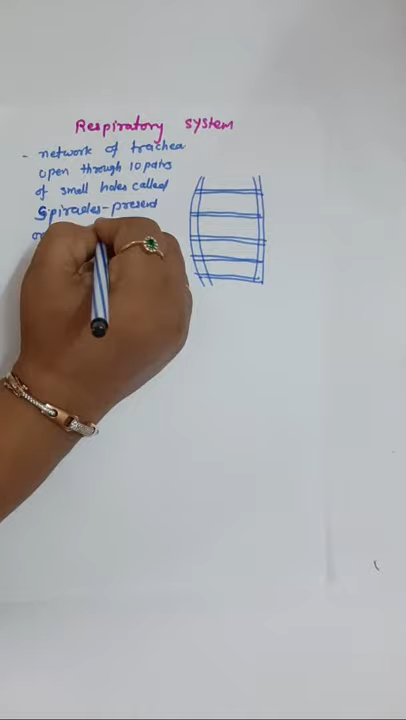 Respiratory system
- network of trachea
open through 10 pairs
of small holes called
Spiracles - present